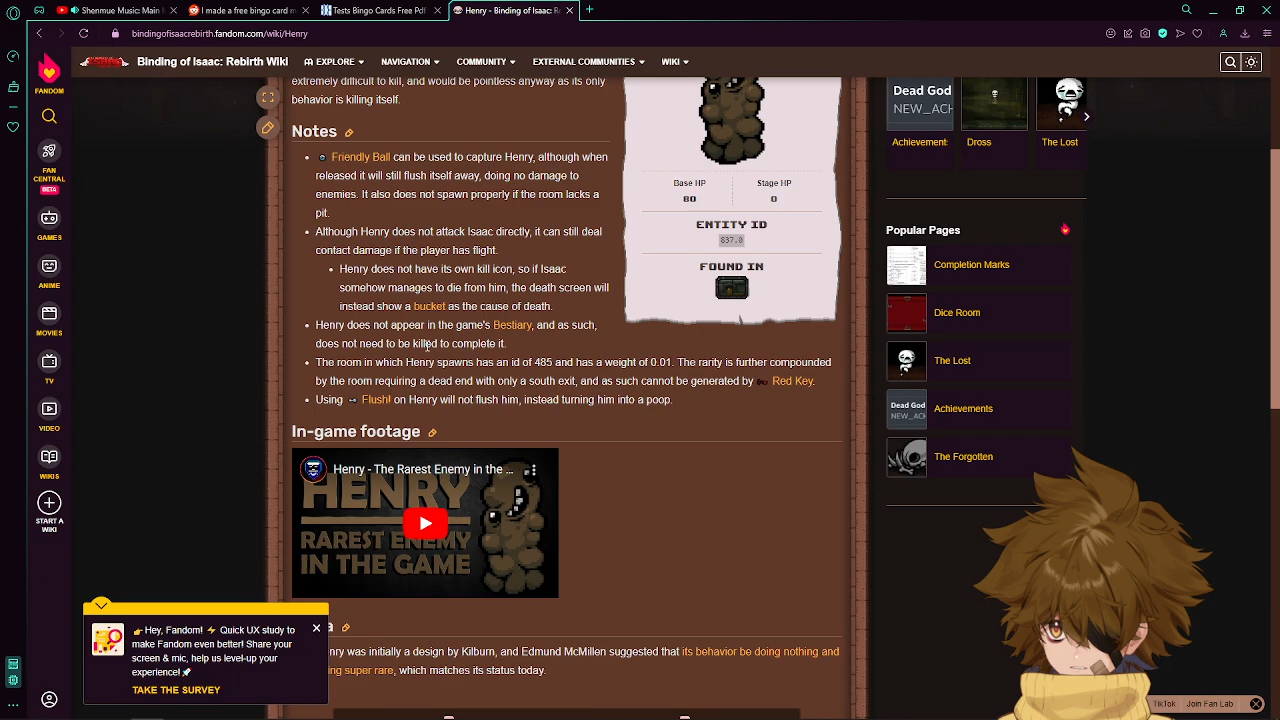 Shenmue Music: Main
I made a free bingo card m
Tests Bingo Cards Free Pdf
Henry - Binding of Isaac: R
bindingofisaacrebirth.fandom.com/wiki/Henry
Binding of Isaac: Rebirth Wiki
EXPLORE
NAVIGATION
COMMUNITY
EXTERNAL COMMUNITIES
WIKI
FANDOM
FAN CENTRAL
BETA
GAMES
ANIME
MOVIES
TV
VIDEO
WIKIS
START A WIKI
extremely difficult to kill, and would be pointless anyway as its only
behavior is killing itself.
Notes
Friendly Ball can be used to capture Henry, although when
released it will still flush itself away, doing no damage to
enemies. It also does not spawn properly if the room lacks a
pit.
Although Henry does not attack Isaac directly, it can still deal
contact damage if the player has flight.
Henry does not have its own kill icon, so if Isaac
somehow manages to die from him, the death screen will
instead show a bucket as the cause of death.
Henry does not appear in the game's Bestiary, and as such,
does not need to be killed to complete it.
The room in which Henry spawns has an id of 485 and has a weight of 0.01. The rarity is further compounded
by the room requiring a dead end with only a south exit, and as such cannot be generated by Red Key.
Using Flush! on Henry will not flush him, instead turning him into a poop.
Base HP
80
Stage HP
0
ENTITY ID
837.0
FOUND IN
In-game footage
Henry - The Rarest Enemy in the ...
HENRY
RAREST ENEMY
IN THE GAME
nry was initially a design by Kilburn, and Edmund McMillen suggested that its behavior be doing nothing and
ing super rare, which matches its status today.
Hey, Fandom! Quick UX study to
make Fandom even better! Share your
screen & mic, help us level-up your
experience!
TAKE THE SURVEY
Dead God
NEW_ACH
Achievement:
Dross
The Lost
Popular Pages
Completion Marks
Dice Room
The Lost
Dead God
NEW_ACH
Achievements
The Forgotten
TikTok
Join Fan Lab